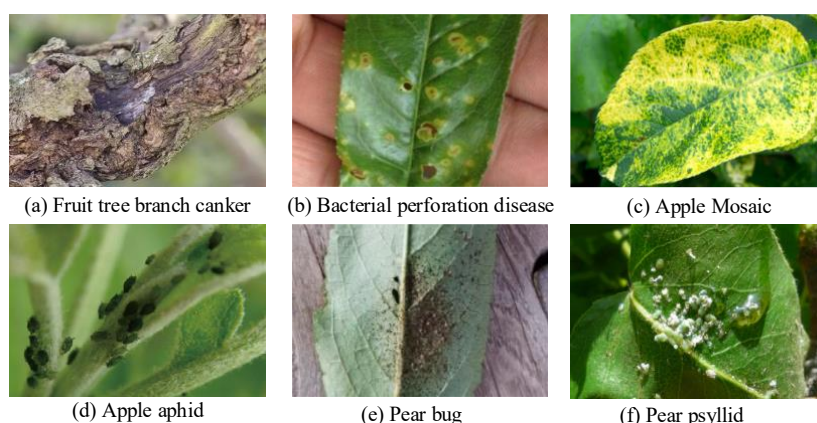 (a) Fruit tree branch canker
(b) Bacterial perforation disease
(c) Apple Mosaic
(d) Apple aphid
(e) Pear bug
(f) Pear psyllid